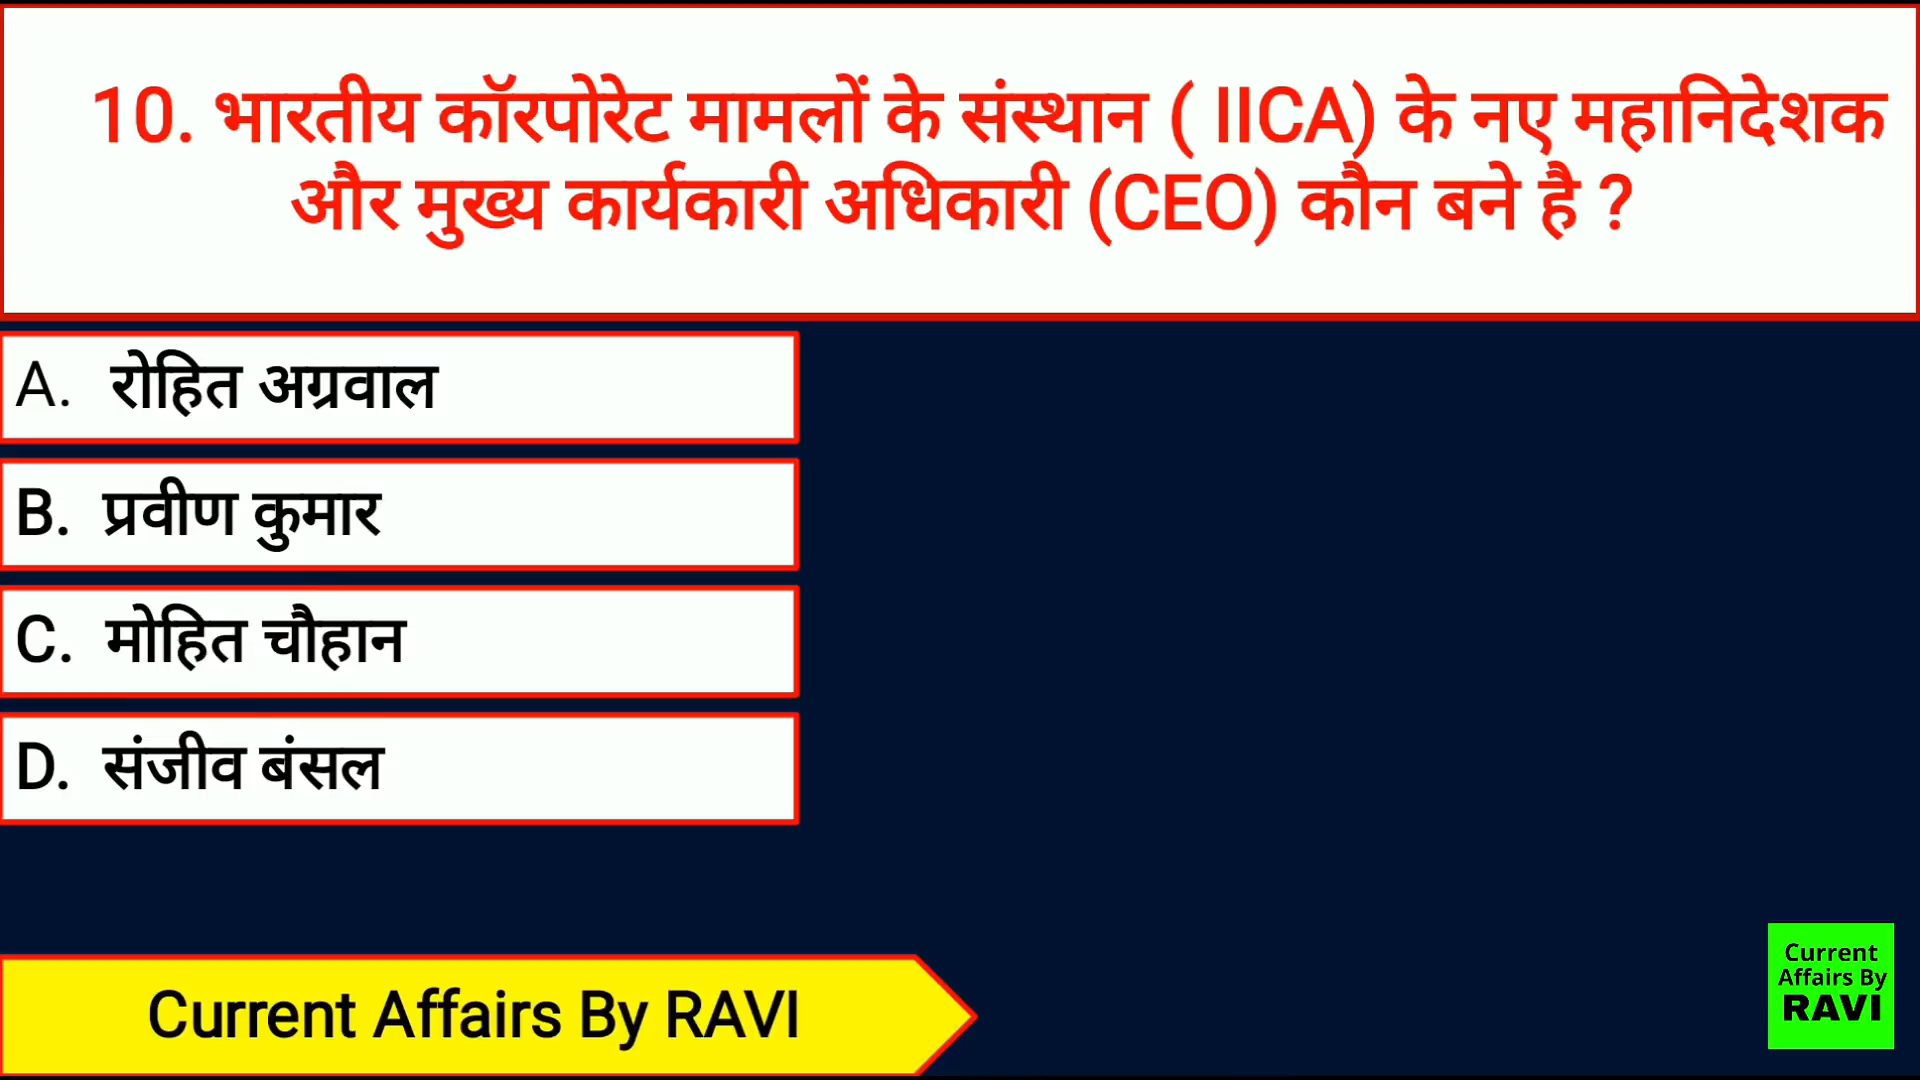 10. भारतीय कॉरपोरेट मामलों के संस्थान ( IICA) के नए महानिदेशक
और मुख्य कार्यकारी अधिकारी (CEO) कौन बने है ?
A. रोहित अग्रवाल
B. प्रवीण कुमार
C. मोहित चौहान
D. संजीव बंसल
Current Affairs By RAVI
Current
Affairs By
RAVI